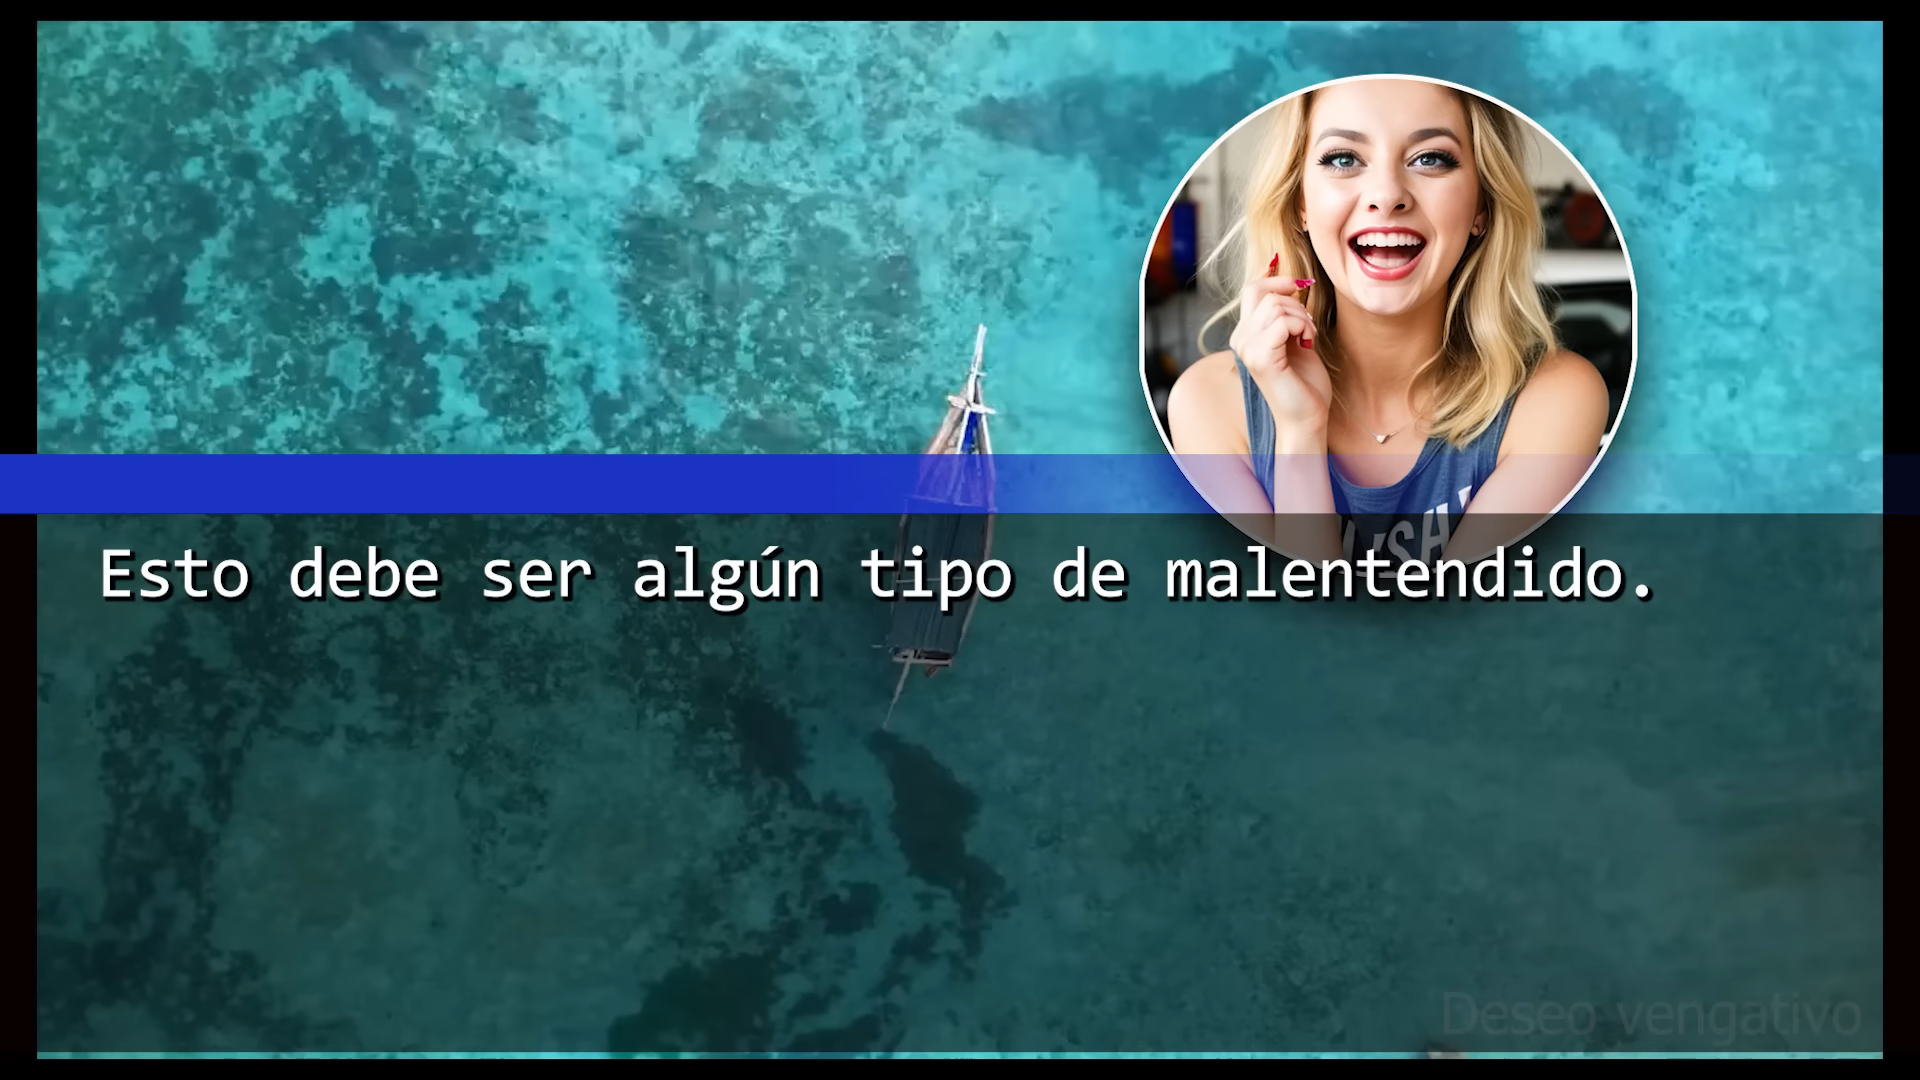 Esto debe ser algún tipo de malentendido.
Deseo vengativo